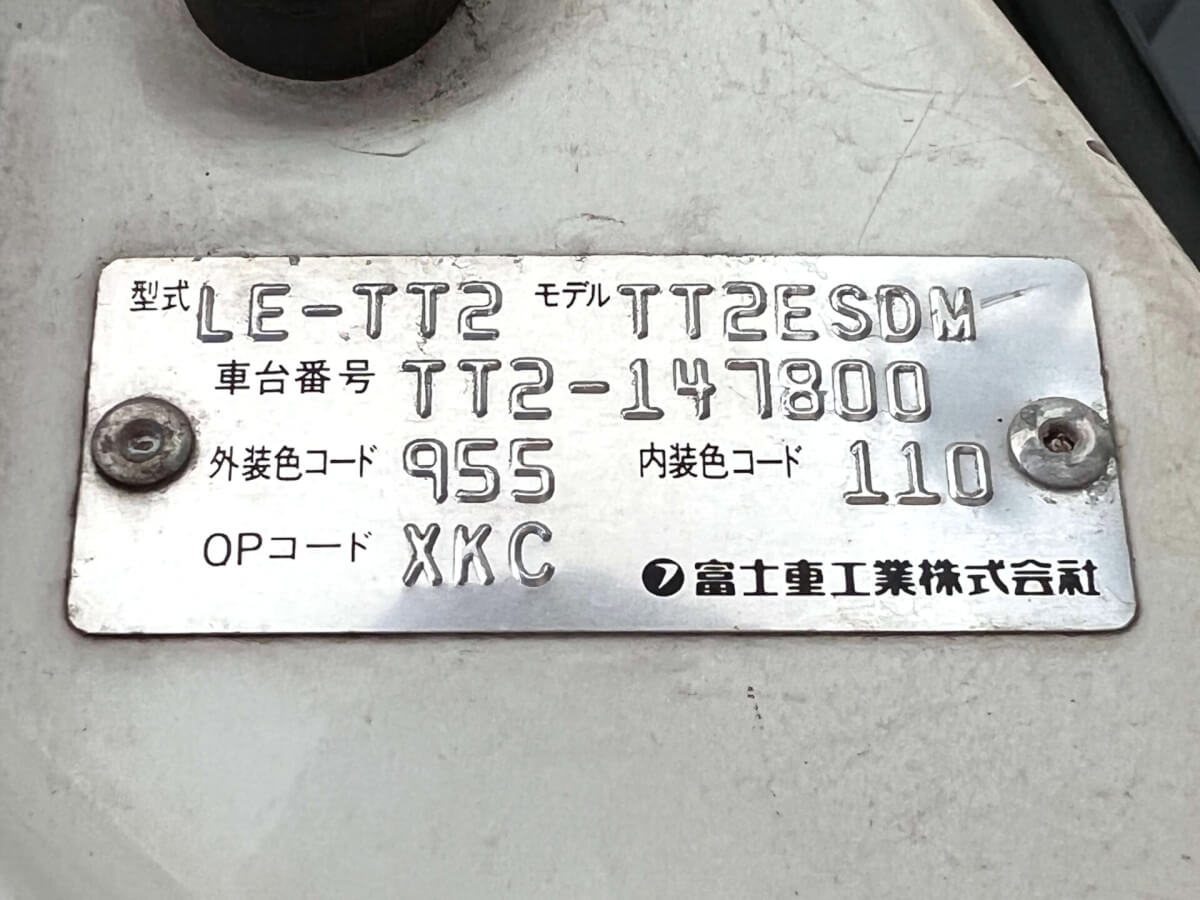 型式 LE-TT2 モデル TT2ESDM
車台番号 TT2-147800
外装色コード 955 内装色コード 110
OPコード XKC
フ 富士重工業株式会社